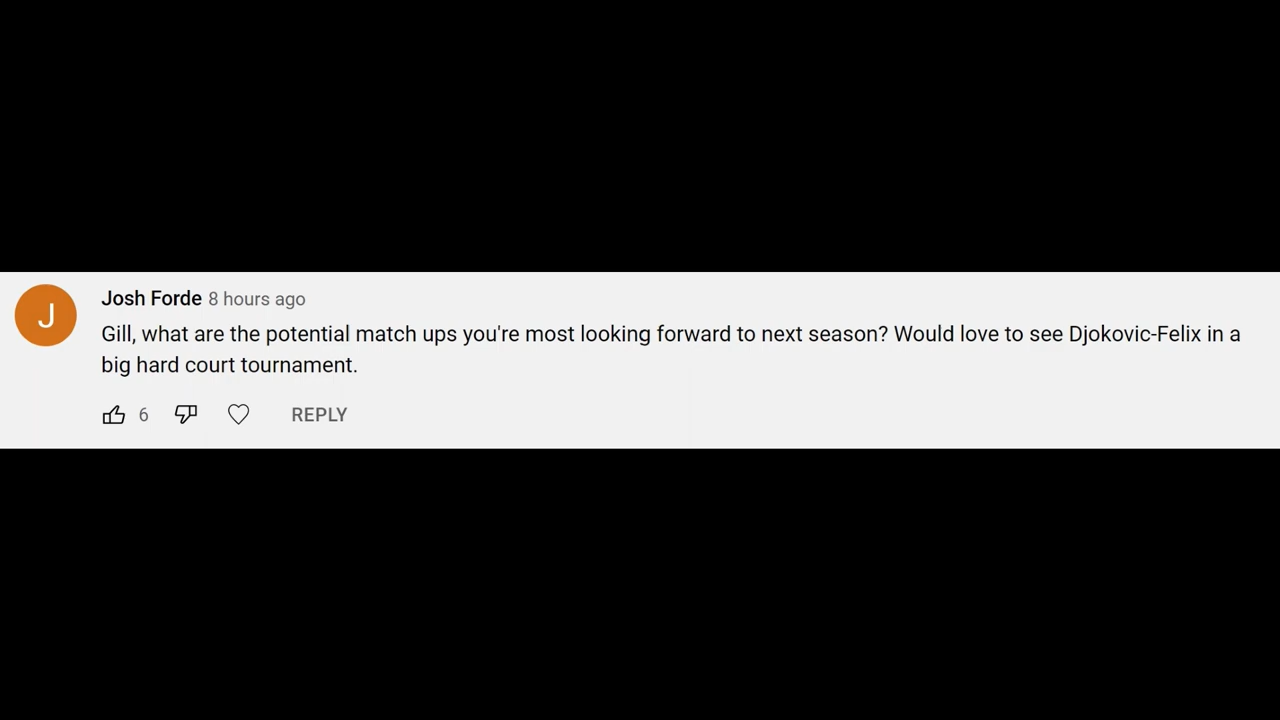 J
Josh Forde 8 hours ago
Gill, what are the potential match ups you're most looking forward to next season? Would love to see Djokovic-Felix in a
big hard court tournament.
6 REPLY